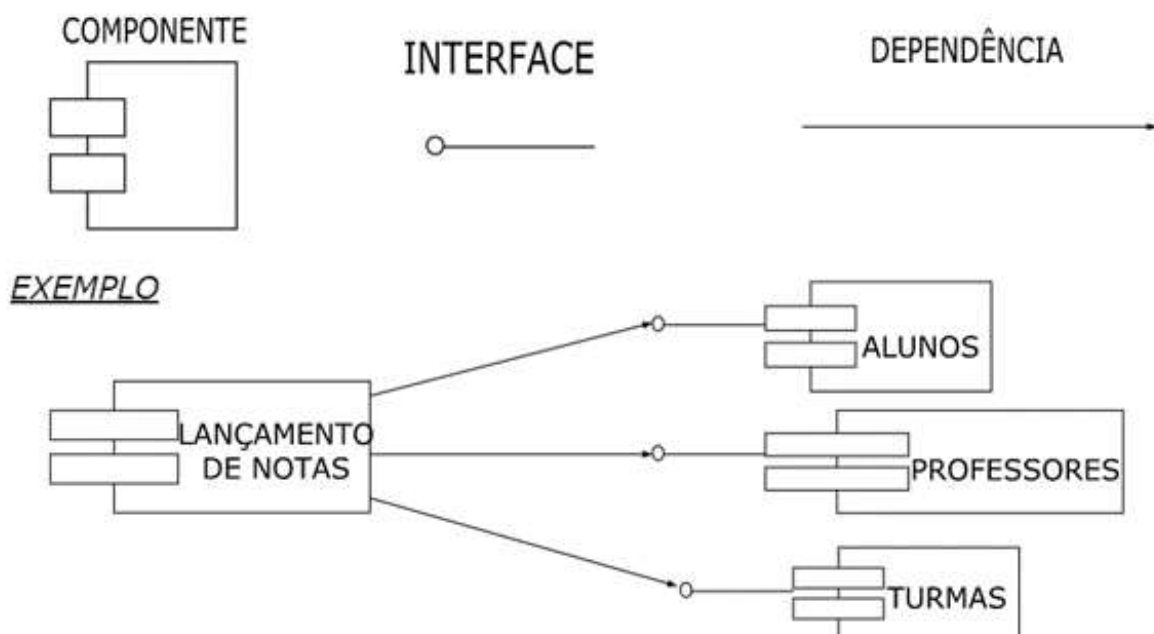 COMPONENTE
INTERFACE
DEPENDÊNCIA
EXEMPLO
ALUNOS
LANÇAMENTO
DE NOTAS
PROFESSORES
TURMAS